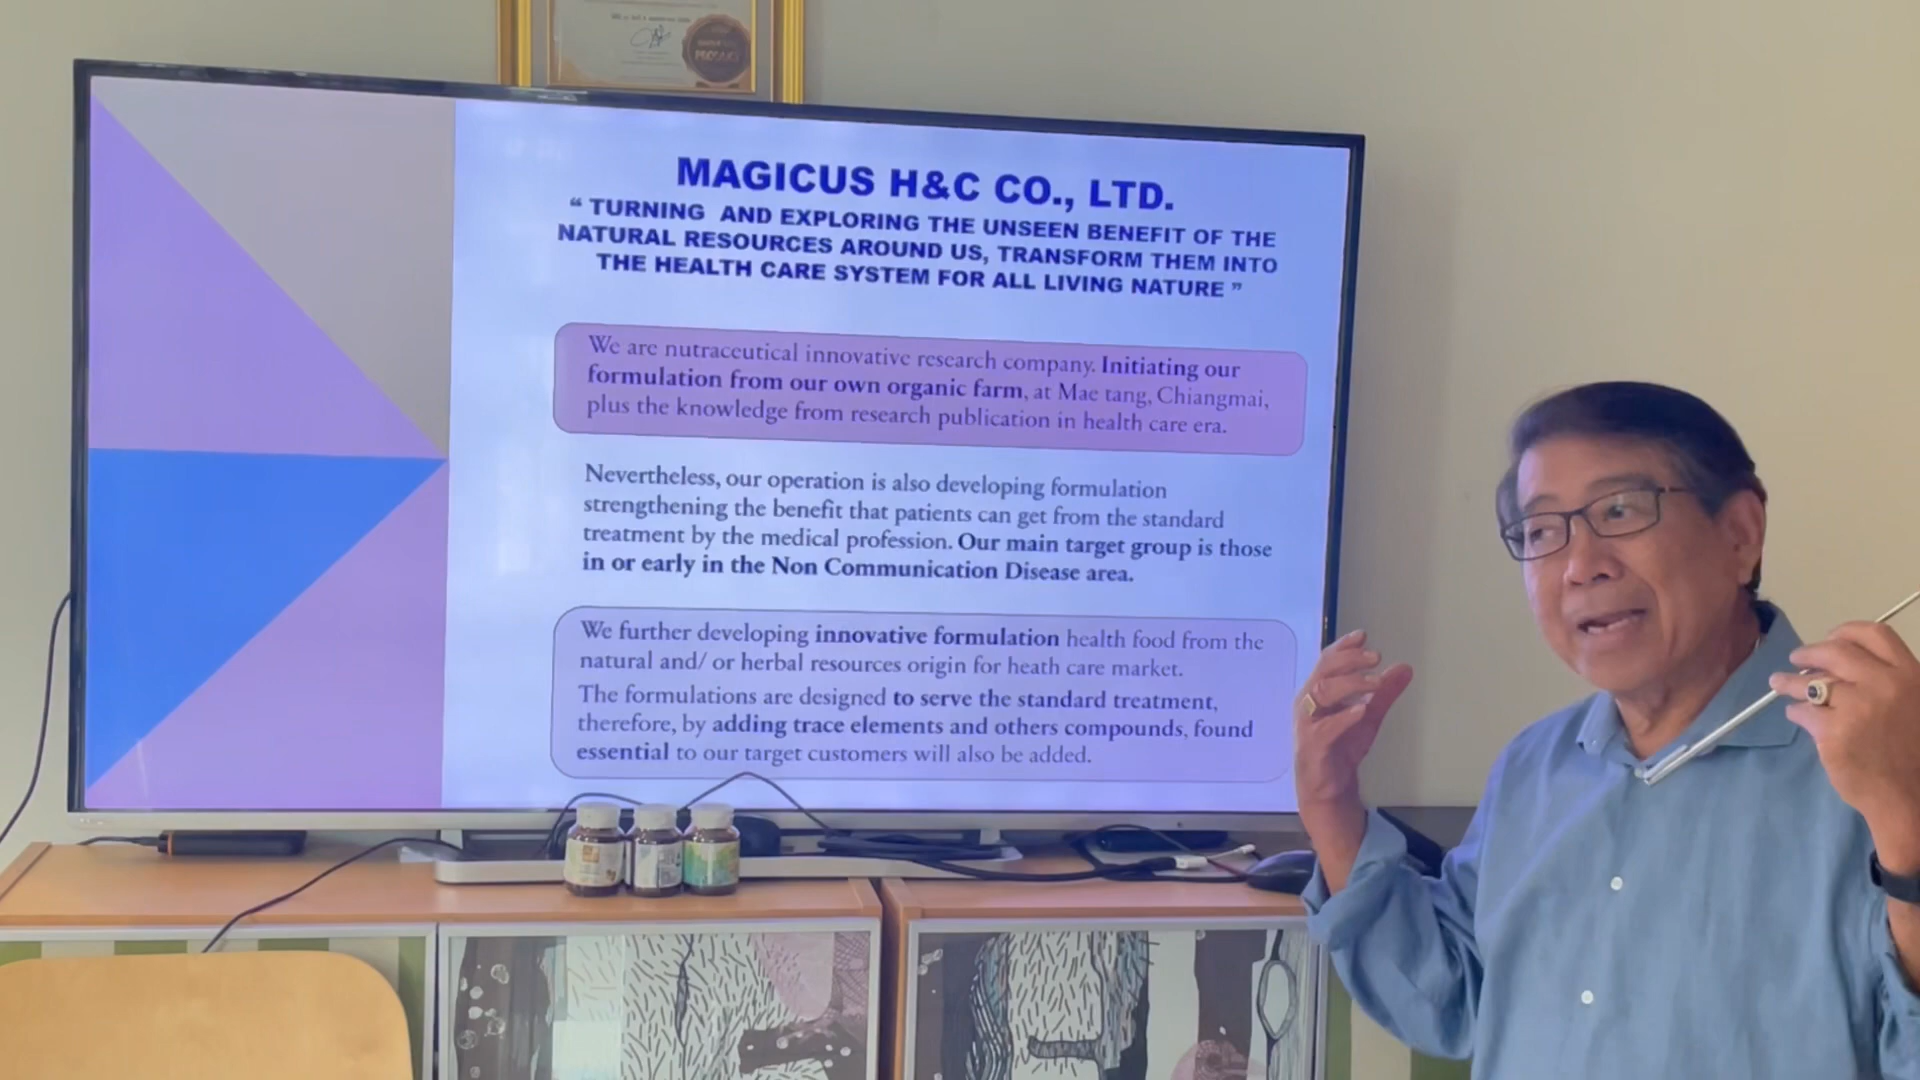 PRODUCT
MAGICUS H&C CO., LTD.
“ TURNING AND EXPLORING THE UNSEEN BENEFIT OF THE
NATURAL RESOURCES AROUND US, TRANSFORM THEM INTO
THE HEALTH CARE SYSTEM FOR ALL LIVING NATURE ”
We are nutraceutical innovative research company. Initiating our
formulation from our own organic farm, at Mae tang, Chiangmai,
plus the knowledge from research publication in health care era.
Nevertheless, our operation is also developing formulation
strengthening the benefit that patients can get from the standard
treatment by the medical profession. Our main target group is those
in or early in the Non Communication Disease area.
We further developing innovative formulation health food from the
natural and/ or herbal resources origin for heath care market.
The formulations are designed to serve the standard treatment,
therefore, by adding trace elements and others compounds, found
essential to our target customers will also be added.